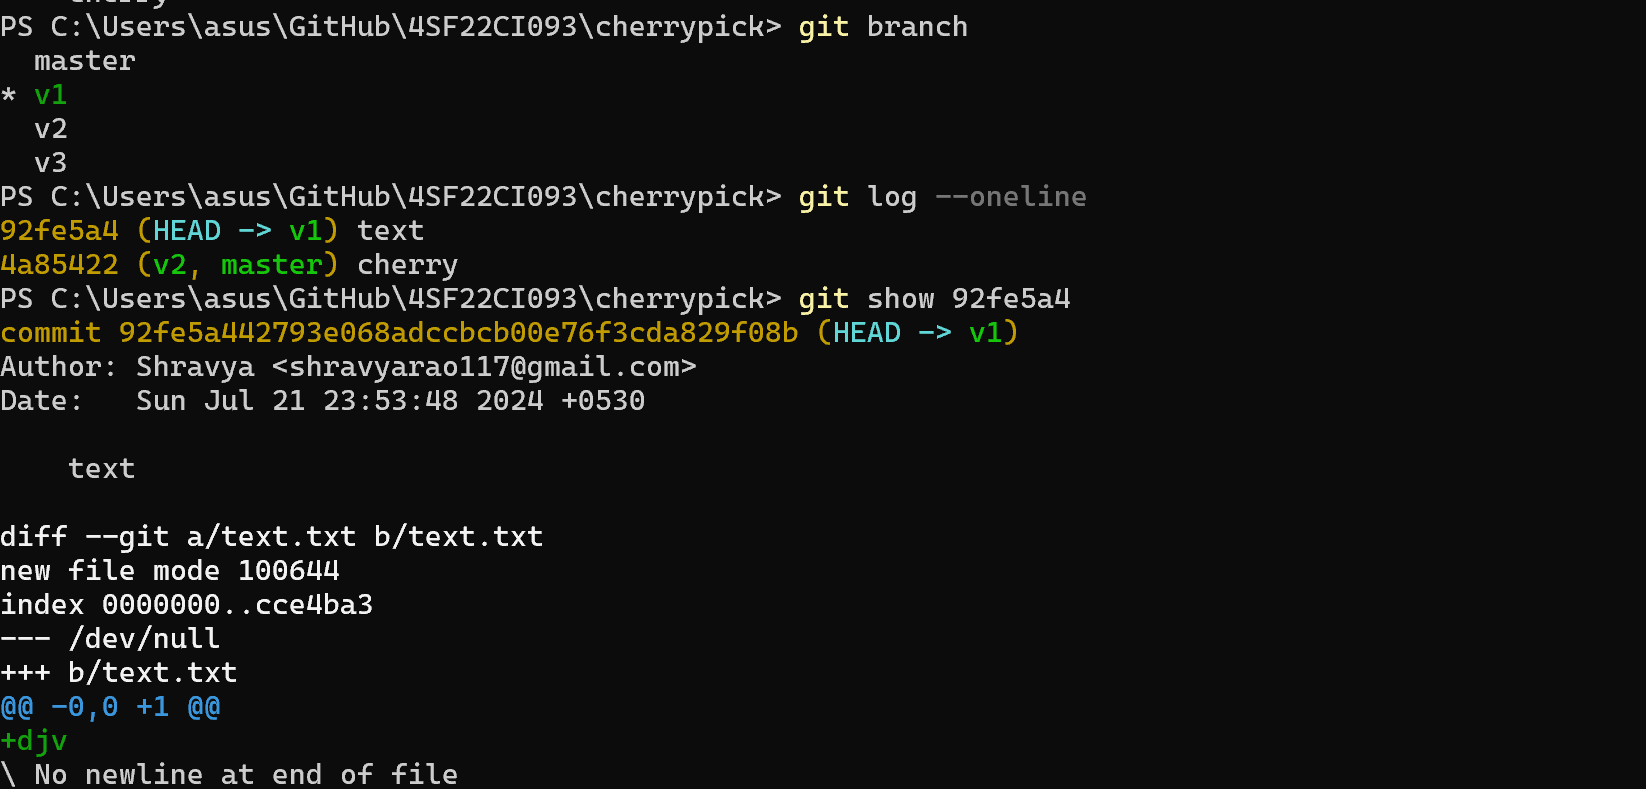 cherry
PS C:\Users\asus\GitHub\4SF22CI093\cherrypick> git branch
  master
* v1
  v2
  v3
PS C:\Users\asus\GitHub\4SF22CI093\cherrypick> git log --oneline
92fe5a4 (HEAD -> v1) text
4a85422 (v2, master) cherry
PS C:\Users\asus\GitHub\4SF22CI093\cherrypick> git show 92fe5a4
commit 92fe5a442793e068adccbcb00e76f3cda829f08b (HEAD -> v1)
Author: Shravya <shravyarao117@gmail.com>
Date:   Sun Jul 21 23:53:48 2024 +0530
    text
diff --git a/text.txt b/text.txt
new file mode 100644
index 0000000..cce4ba3
--- /dev/null
+++ b/text.txt
@@ -0,0 +1 @@
+djv
\ No newline at end of file